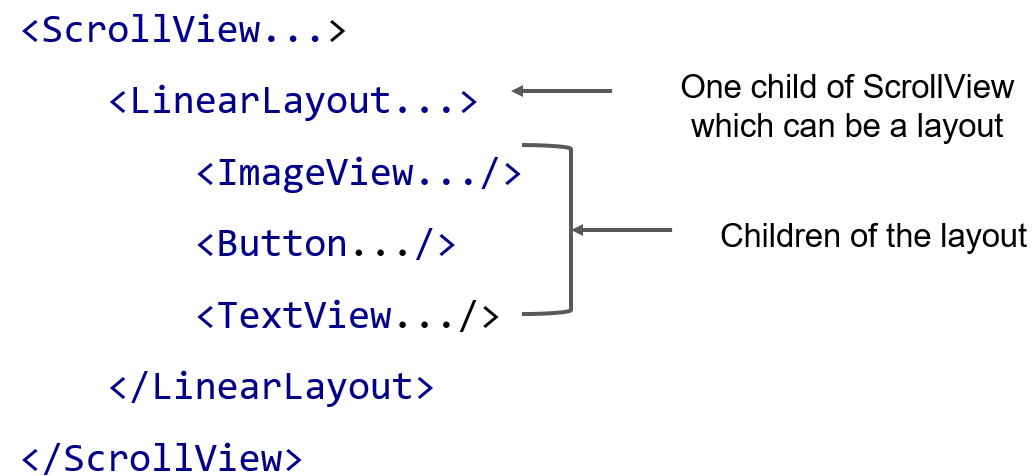 <ScrollView...>
<LinearLayout...>
One child of ScrollView
which can be a layout
<ImageView.../>
<Button.../>
Children of the layout
<TextView.../>
</LinearLayout>
</ScrollView>